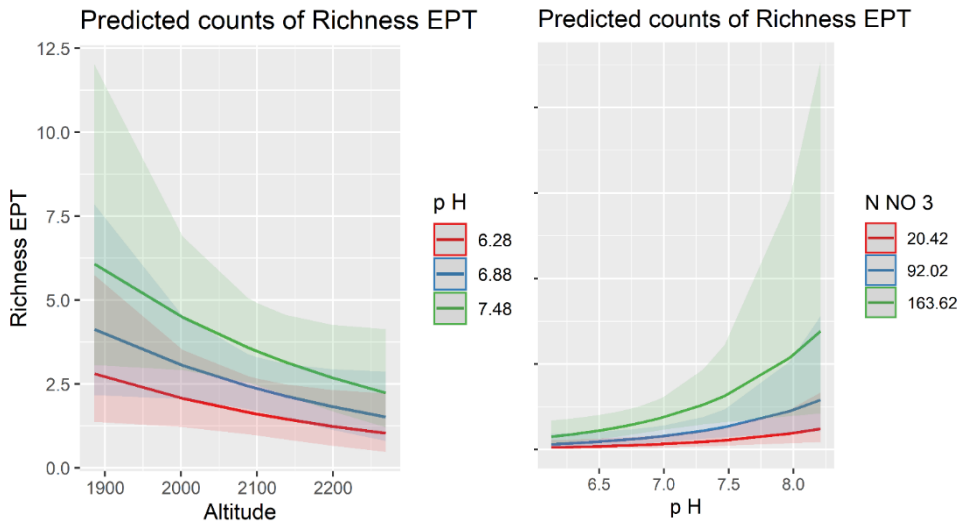 Predicted counts of Richness EPT
12.5
10.0
7.5
5.0
2.5
0.0
Richness EPT
1900 2000 2100 2200
Altitude
p H
6.28
6.88
7.48
Predicted counts of Richness EPT
6.5 7.0 7.5 8.0
p H
N NO 3
20.42
92.02
163.62